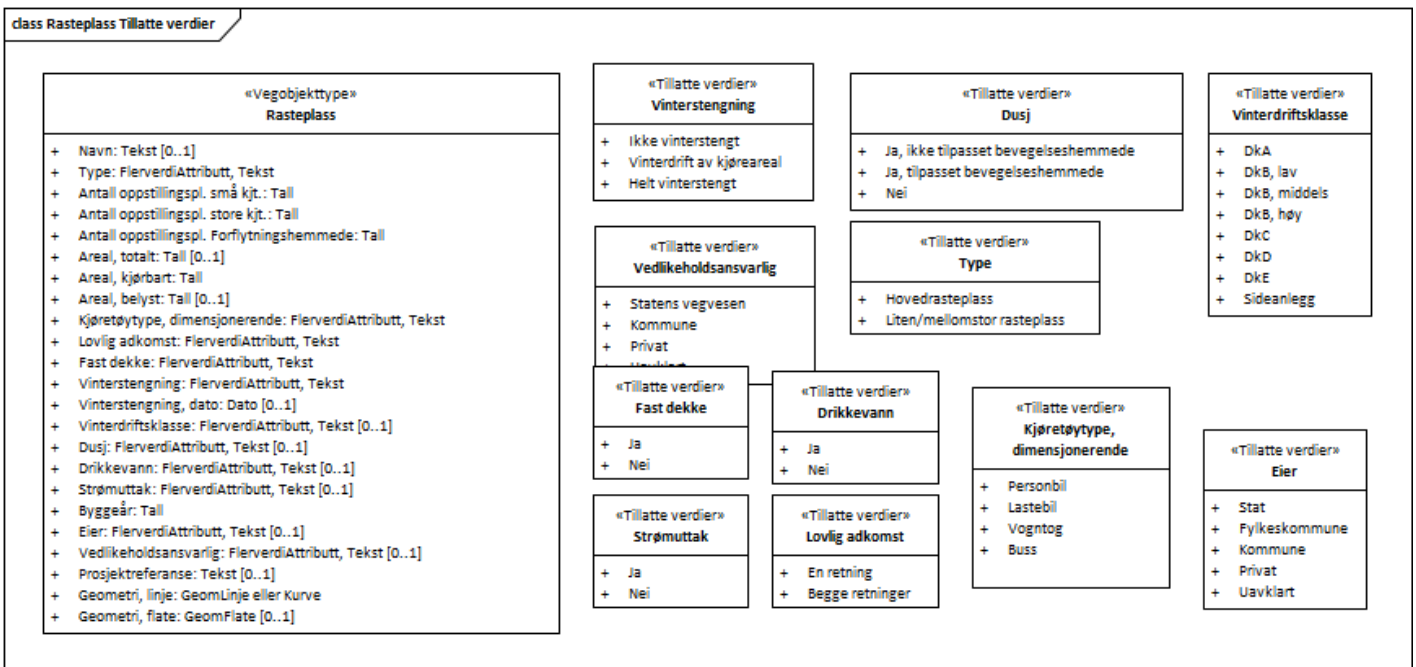 class Rasteplass Tillatte verdier
«Vegobjekttype»
Rasteplass
+ Navn: Tekst [0..1]
+ Type: FlerverdiAttributt, Tekst
+ Antall oppstillingspl. små kjt.: Tall
+ Antall oppstillingspl. store kjt.: Tall
+ Antall oppstillingspl. Forflytningshemmede: Tall
+ Areal, totalt: Tall [0..1]
+ Areal, kjørbart: Tall
+ Areal, belyst: Tall [0..1]
+ Kjøretøytype, dimensjonerende: FlerverdiAttributt, Tekst
+ Lovlig adkomst: FlerverdiAttributt, Tekst
+ Fast dekke: FlerverdiAttributt, Tekst
+ Vinterstengning: FlerverdiAttributt, Tekst
+ Vinterstengning, dato: Dato [0..1]
+ Vinterdriftsklasse: FlerverdiAttributt, Tekst [0..1]
+ Dusj: FlerverdiAttributt, Tekst [0..1]
+ Drikkevann: FlerverdiAttributt, Tekst [0..1]
+ Strømuttak: FlerverdiAttributt, Tekst [0..1]
+ Byggeår: Tall
+ Eier: FlerverdiAttributt, Tekst [0..1]
+ Vedlikeholdsansvarlig: FlerverdiAttributt, Tekst [0..1]
+ Prosjektreferanse: Tekst [0..1]
+ Geometri, linje: GeomLinje eller Kurve
+ Geometri, flate: GeomFlate [0..1]
«Tillatte verdier»
Vinterstengning
+ Ikke vinterstengt
+ Vinterdrift av kjøreareal
+ Helt vinterstengt
«Tillatte verdier»
Dusj
+ Ja, ikke tilpasset bevegelseshemmede
+ Ja, tilpasset bevegelseshemmede
+ Nei
«Tillatte verdier»
Vinterdriftsklasse
+ DkA
+ DkB, lav
+ DkB, middels
+ DkB, høy
+ DkC
+ DkD
+ DkE
+ Sideanlegg
«Tillatte verdier»
Vedlikeholdsansvarlig
+ Statens vegvesen
+ Kommune
+ Privat
«Tillatte verdier»
Type
+ Hovedrasteplass
+ Liten/mellomstor rasteplass
«Tillatte verdier»
Fast dekke
+ Ja
+ Nei
«Tillatte verdier»
Drikkevann
+ Ja
+ Nei
«Tillatte verdier»
Kjøretøytype,
dimensjonerende
+ Personbil
+ Lastebil
+ Vogntog
+ Buss
«Tillatte verdier»
Eier
+ Stat
+ Fylkeskommune
+ Kommune
+ Privat
+ Uavklart
«Tillatte verdier»
Strømuttak
+ Ja
+ Nei
«Tillatte verdier»
Lovlig adkomst
+ En retning
+ Begge retninger